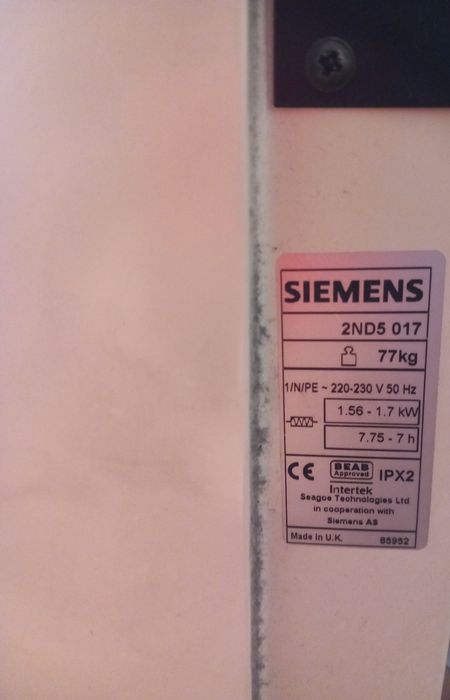 SIEMENS
2ND5 017
77kg
1/N/PE ~ 220-230 V 50 Hz
1.56 - 1.7 kW
7.75 - 7 h
CE BEAB Approved IPX2
Intertek
Seagoe Technologies Ltd
in cooperation with
Siemens AS
Made in U.K. 85952